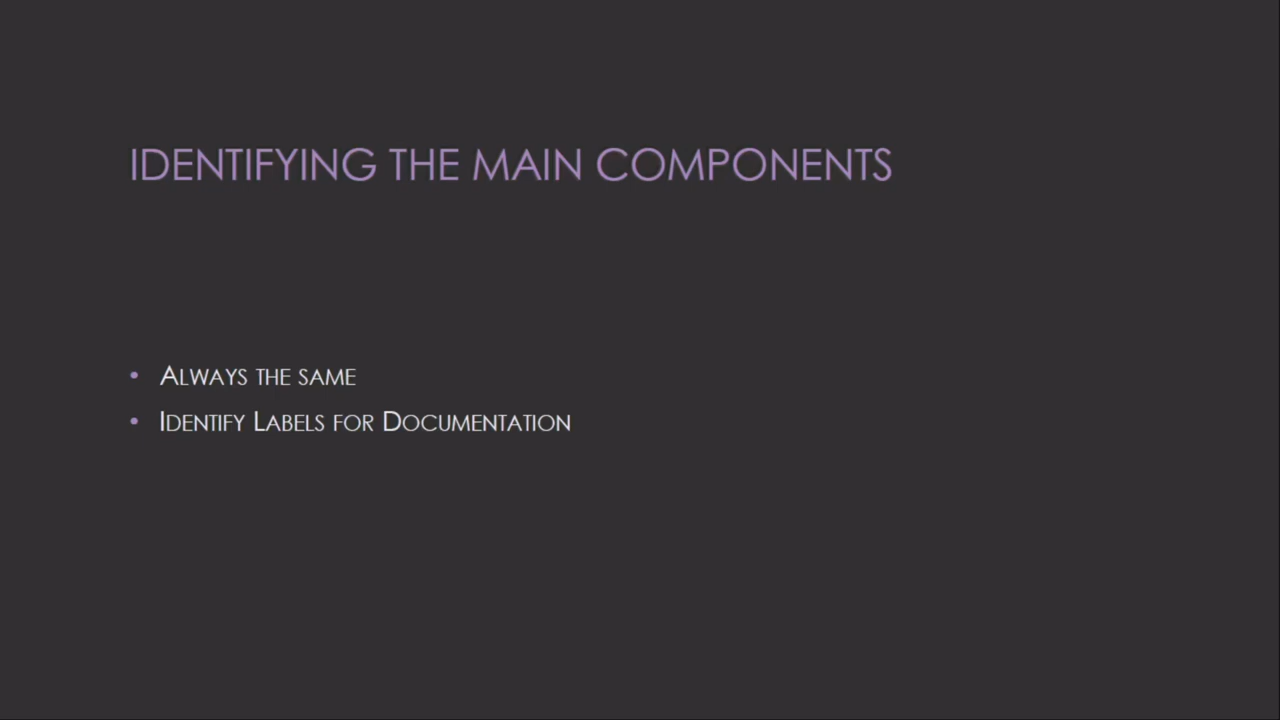 IDENTIFYING THE MAIN COMPONENTS
• Always the same
• Identify Labels for Documentation